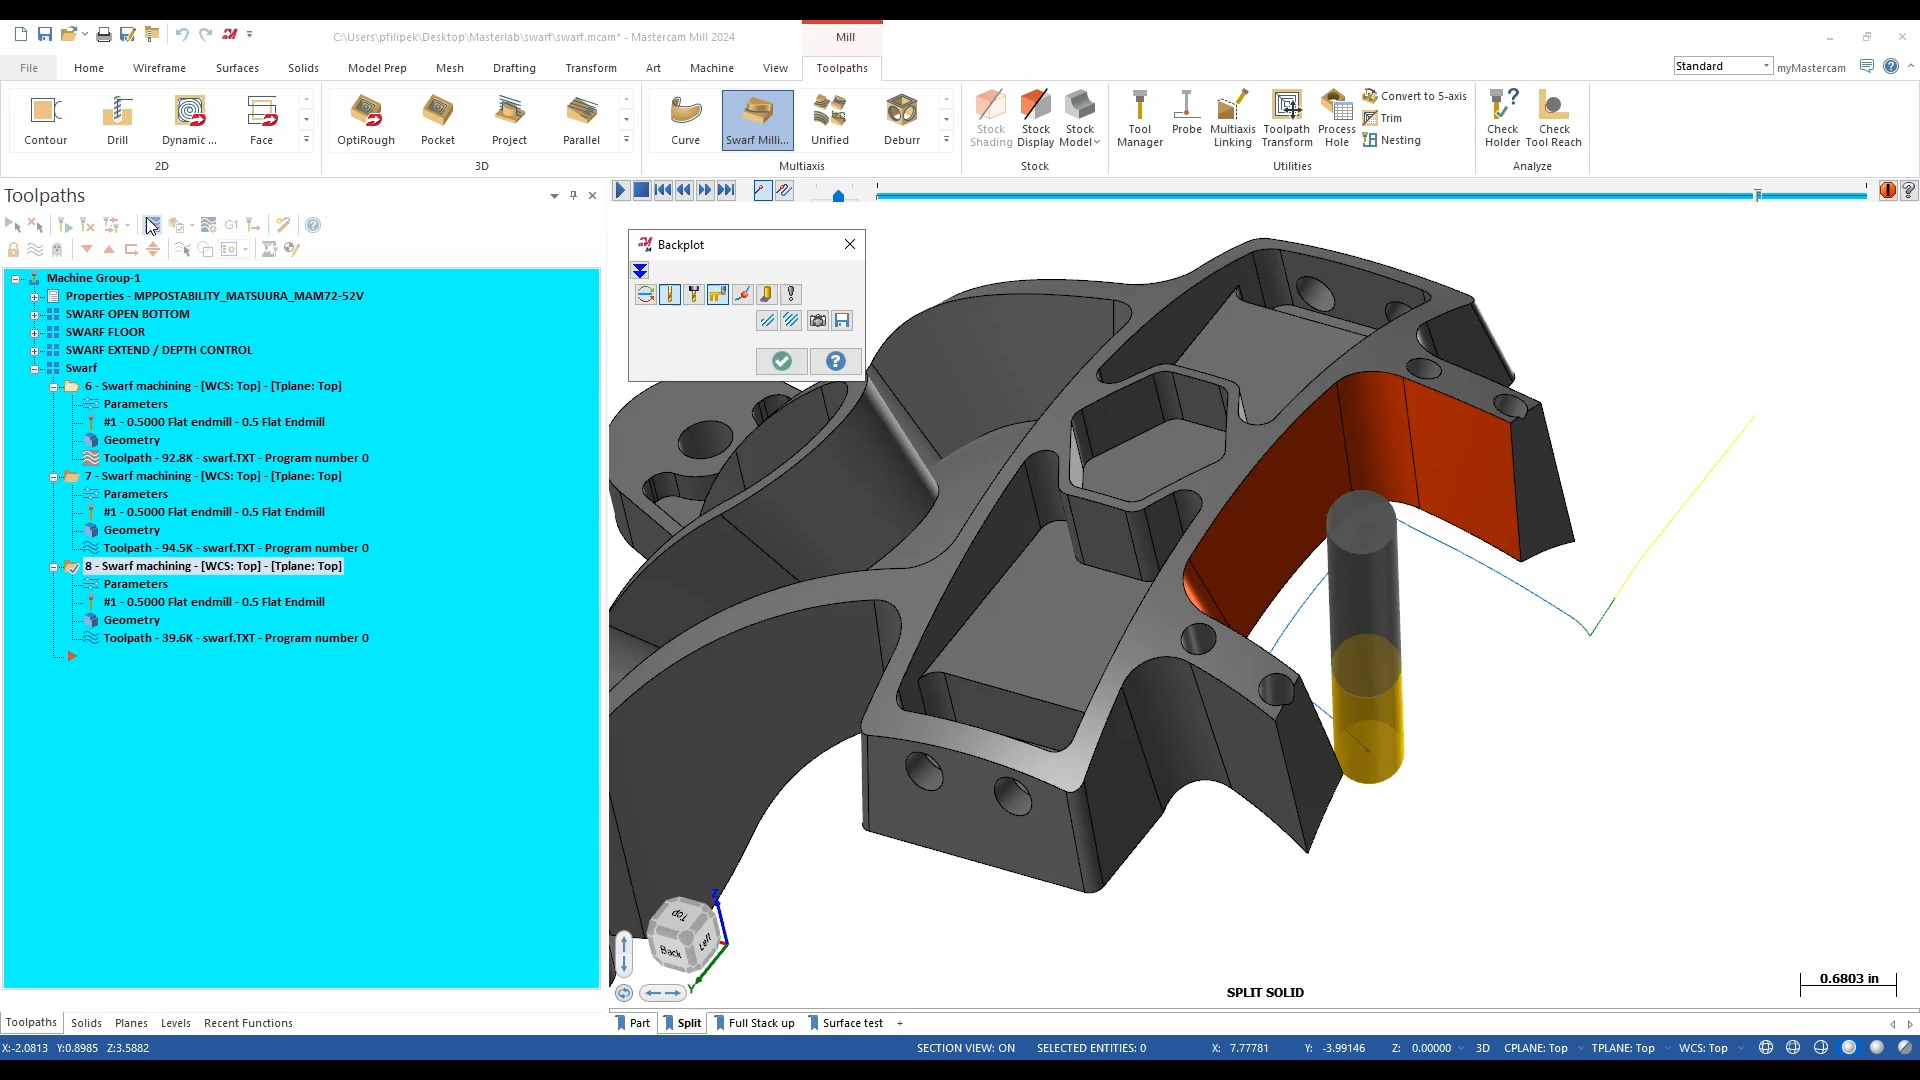 C:\Users\pfilipek\Desktop\Masterlab\swarf\swarf.mcam* - Mastercam Mill 2024
Mill
File Home Wireframe Surfaces Solids Model Prep Mesh Drafting Transform Art Machine View Toolpaths
Standard myMastercam
Contour Drill Dynamic ... Face
2D
OptiRough Pocket Project Parallel
3D
Curve Swarf Milli... Unified Deburr
Multiaxis
Stock Shading Stock Display Stock Model
Stock
Tool Manager Probe Multiaxis Linking Toolpath Transform Process Hole
Convert to 5-axis
Trim
Nesting
Utilities
Check Holder Check Tool Reach
Analyze
Toolpaths
G1
Backplot
Machine Group-1
Properties - MPPOSTABILITY_MATSUURA_MAM72-52V
SWARF OPEN BOTTOM
SWARF FLOOR
SWARF EXTEND / DEPTH CONTROL
Swarf
6 - Swarf machining - [WCS: Top] - [Tplane: Top]
Parameters
#1 - 0.5000 Flat endmill - 0.5 Flat Endmill
Geometry
Toolpath - 92.8K - swarf.TXT - Program number 0
7 - Swarf machining - [WCS: Top] - [Tplane: Top]
Parameters
#1 - 0.5000 Flat endmill - 0.5 Flat Endmill
Geometry
Toolpath - 94.5K - swarf.TXT - Program number 0
8 - Swarf machining - [WCS: Top] - [Tplane: Top]
Parameters
#1 - 0.5000 Flat endmill - 0.5 Flat Endmill
Geometry
Toolpath - 39.6K - swarf.TXT - Program number 0
Top
Back
Left
Z
Y
SPLIT SOLID
0.6803 in
Toolpaths Solids Planes Levels Recent Functions
Part Split Full Stack up Surface test +
X:-2.0813 Y:0.8985 Z:3.5882 SECTION VIEW: ON SELECTED ENTITIES: 0 X: 7.77781 Y: -3.99146 Z: 0.00000 3D CPLANE: Top TPLANE: Top WCS: Top